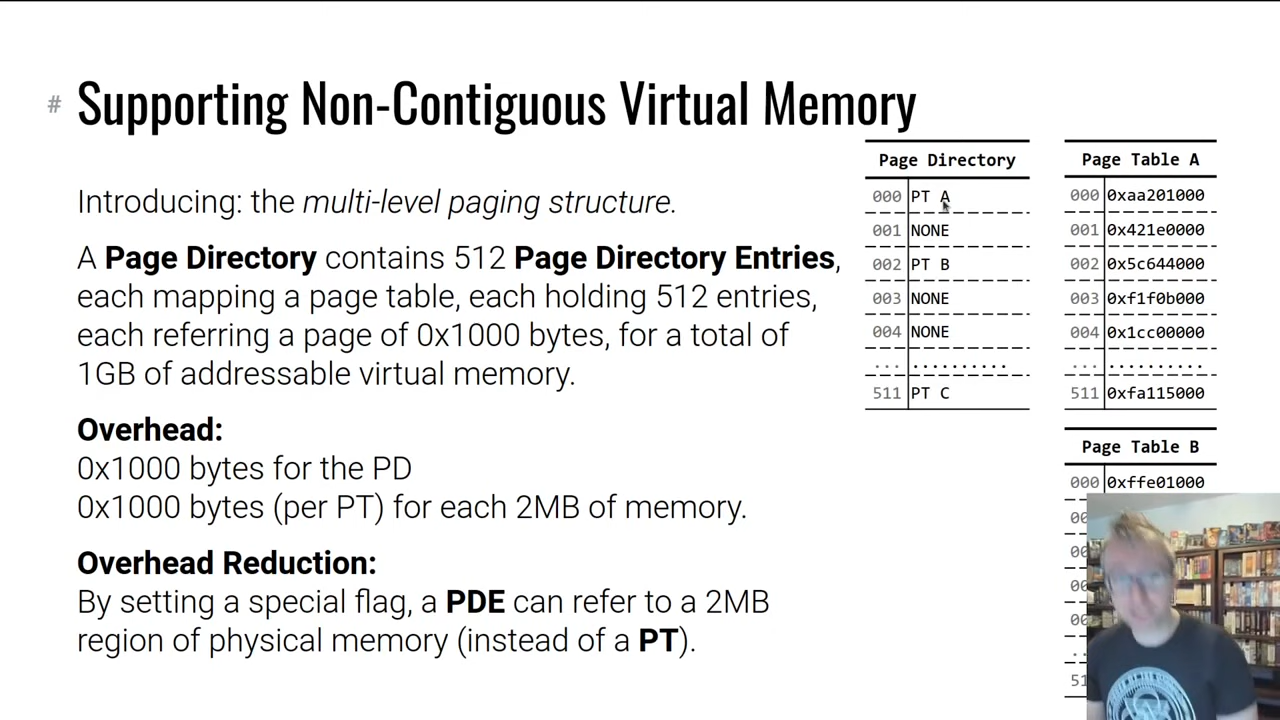 # Supporting Non-Contiguous Virtual Memory
Introducing: the multi-level paging structure.
A Page Directory contains 512 Page Directory Entries,
each mapping a page table, each holding 512 entries,
each referring a page of 0x1000 bytes, for a total of
1GB of addressable virtual memory.
Overhead:
0x1000 bytes for the PD
0x1000 bytes (per PT) for each 2MB of memory.
Overhead Reduction:
By setting a special flag, a PDE can refer to a 2MB
region of physical memory (instead of a PT).
Page Directory
000 PT A
001 NONE
002 PT B
003 NONE
004 NONE
... ..........
511 PT C
Page Table A
000 0xaa201000
001 0x421e0000
002 0x5c644000
003 0xf1f0b000
004 0x1cc00000
... ..........
511 0xfa115000
Page Table B
000 0xffe01000